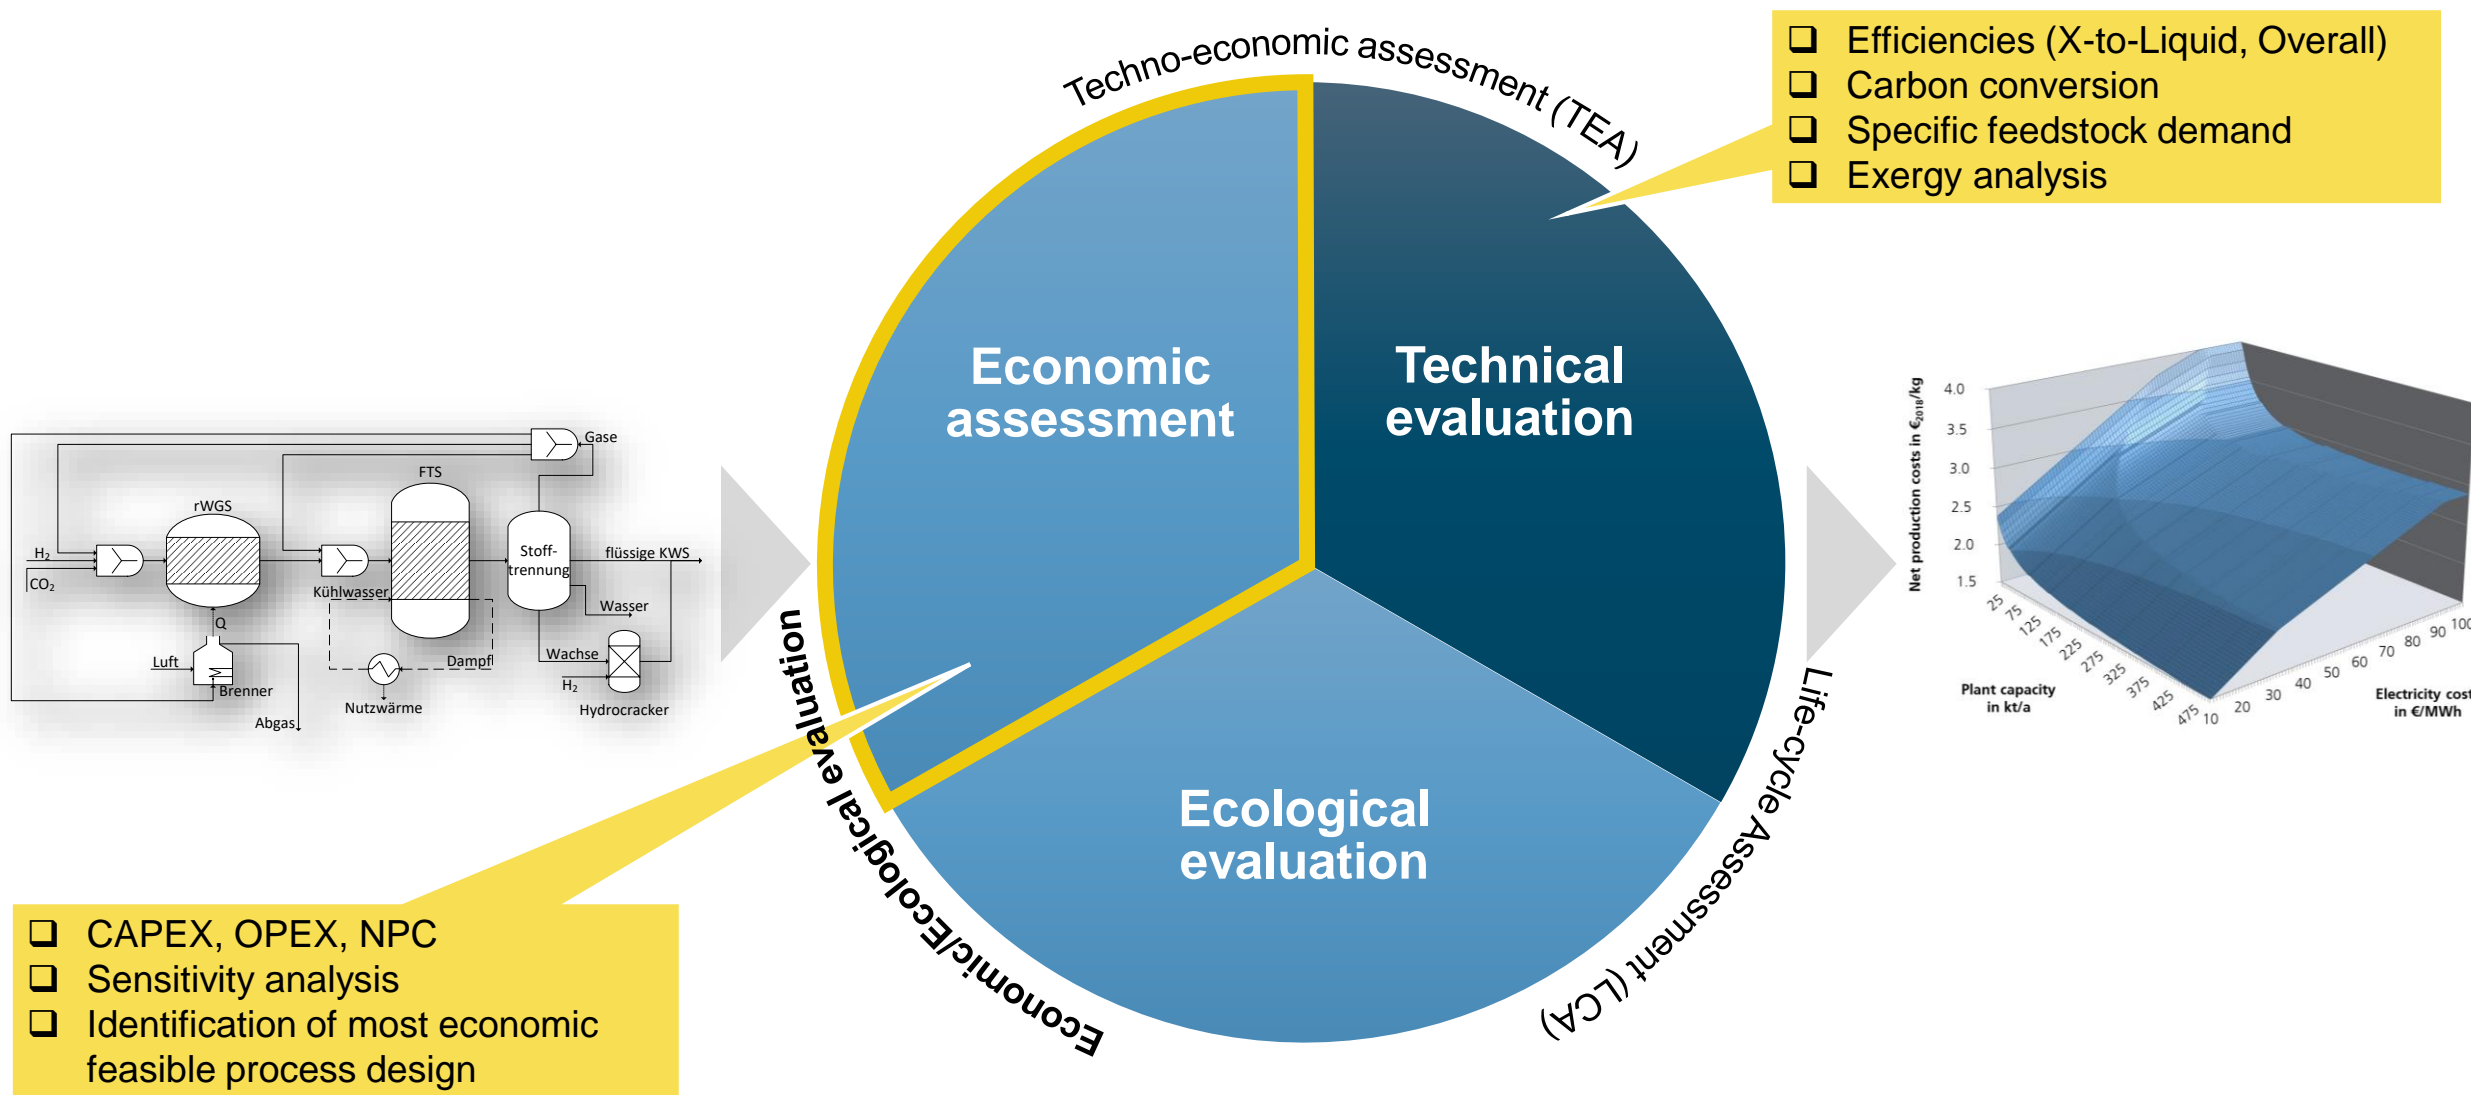 Techno-economic assessment (TEA)
Efficiencies (X-to-Liquid, Overall)
Carbon conversion
Specific feedstock demand
Exergy analysis
Economic
assessment
Technical
evaluation
Ecological
evaluation
Economic/Ecological evaluation
Life-cycle Assessment (LCA)
Gase
FTS
rWGS
H₂
CO₂
Stoff-
trennung
flüssige KWS
Kühlwasser
Wasser
Q
Luft
Dampf
Wachse
H₂
Brenner
Nutzwärme
Hydrocracker
Abgas
CAPEX, OPEX, NPC
Sensitivity analysis
Identification of most economic
feasible process design
Net production costs in €₂₀₁₈/kg
4.0
3.5
3.0
2.5
2.0
1.5
25
75
125
175
225
275
325
375
425
475
Plant capacity
in kt/a
10
20
30
40
50
60
70
80
90
100
Electricity cost
in €/MWh